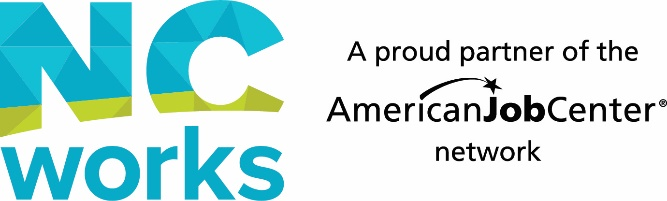 NC
works
A proud partner of the
AmericanJobCenter®
network